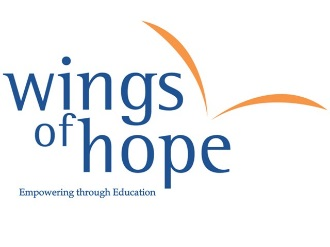 wings
of
hope
Empowering through Education